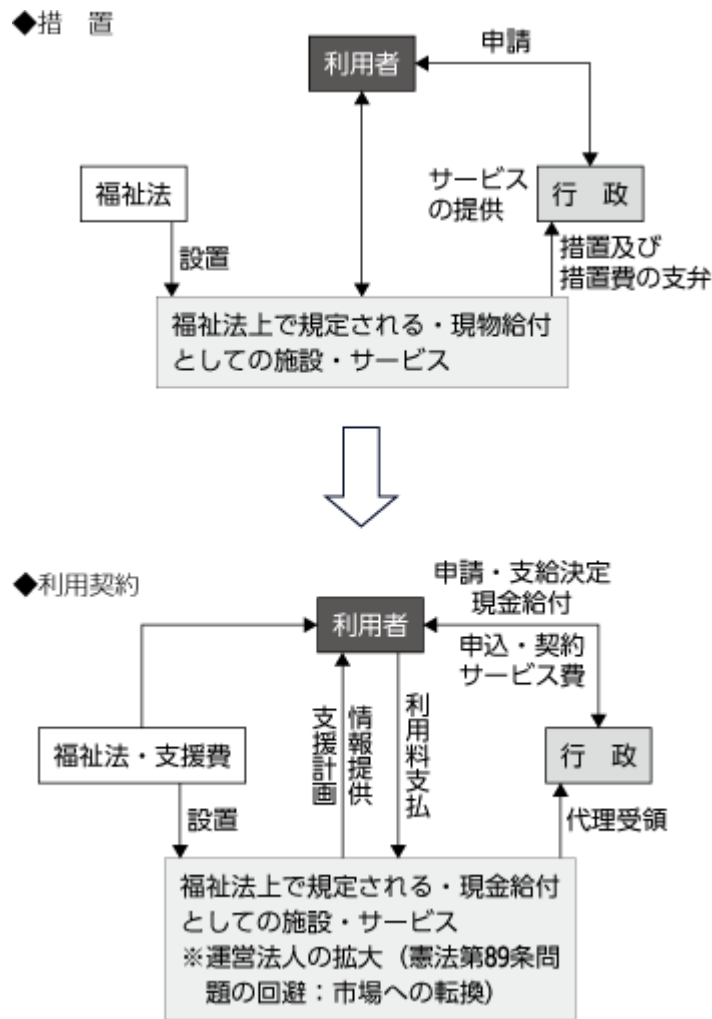 ◆措　置
利用者
申請
福祉法
サービス
の提供
行　政
設置
措置及び
措置費の支弁
福祉法上で規定される・現物給付
としての施設・サービス
◆利用契約
申請・支給決定
現金給付
利用者
申込・契約
サービス費
福祉法・支援費
支援計画
情報提供
利用料支払
行　政
設置
代理受領
福祉法上で規定される・現金給付
としての施設・サービス
※運営法人の拡大（憲法第89条問
題の回避：市場への転換）